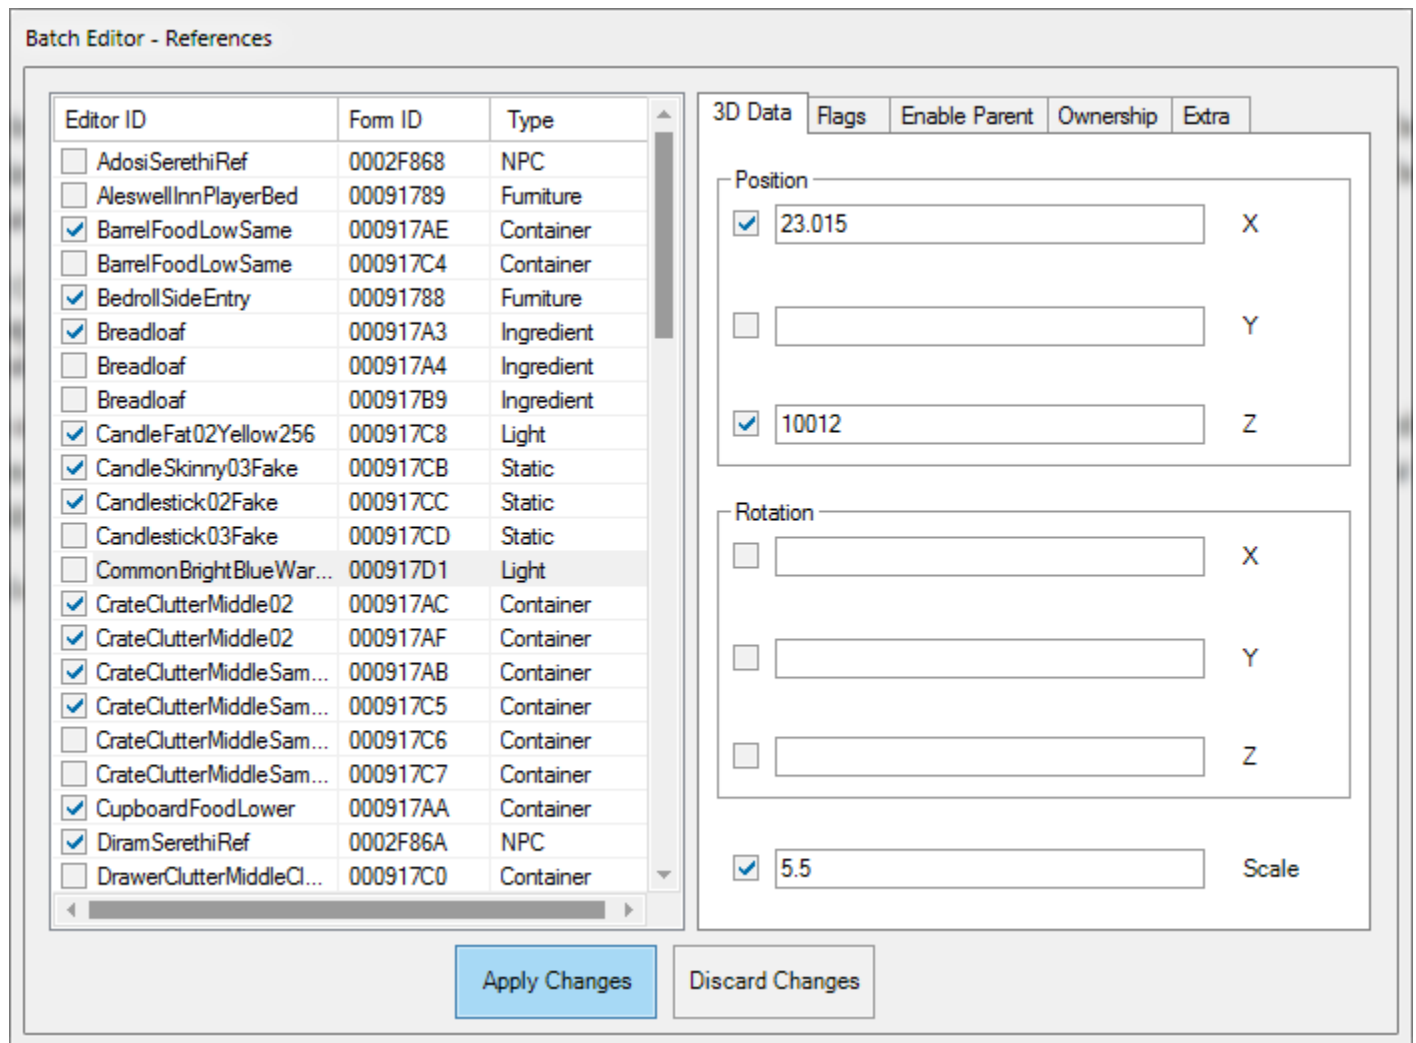 Batch Editor - References
Editor ID Form ID Type
AdosiSerethiRef 0002F868 NPC
AleswellInnPlayerBed 00091789 Furniture
BarrelFoodLowSame 000917AE Container
BarrelFoodLowSame 000917C4 Container
BedrollSideEntry 00091788 Furniture
Breadloaf 000917A3 Ingredient
Breadloaf 000917A4 Ingredient
Breadloaf 000917B9 Ingredient
CandleFat02Yellow256 000917C8 Light
CandleSkinny03Fake 000917CB Static
Candlestick02Fake 000917CC Static
Candlestick03Fake 000917CD Static
CommonBrightBlueWar... 000917D1 Light
CrateClutterMiddle02 000917AC Container
CrateClutterMiddle02 000917AF Container
CrateClutterMiddleSam... 000917AB Container
CrateClutterMiddleSam... 000917C5 Container
CrateClutterMiddleSam... 000917C6 Container
CrateClutterMiddleSam... 000917C7 Container
CupboardFoodLower 000917AA Container
DiramSerethiRef 0002F86A NPC
DrawerClutterMiddleCl... 000917C0 Container
3D Data Flags Enable Parent Ownership Extra
Position
23.015 X
Y
10012 Z
Rotation
X
Y
Z
5.5 Scale
Apply Changes Discard Changes